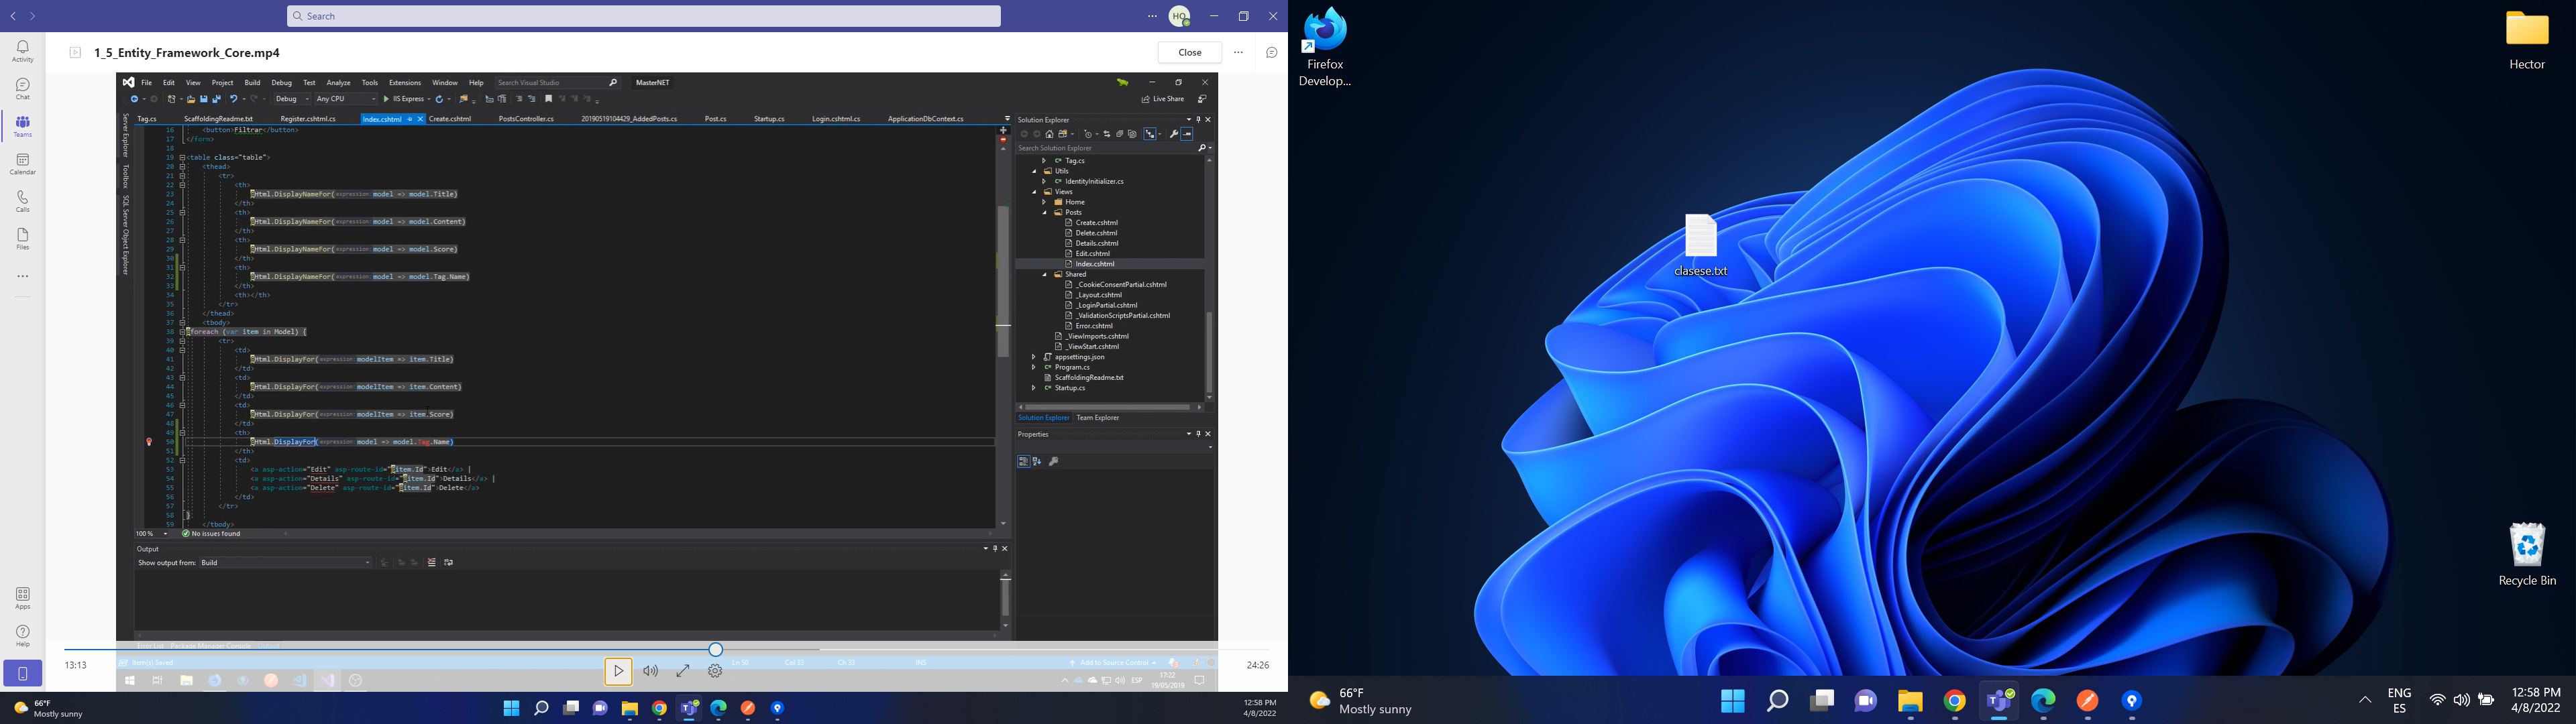 Search
HQ
Activity
Chat
Teams
Calendar
Calls
Files
Apps
Help
1_5_Entity_Framework_Core.mp4
Close
File Edit View Project Build Debug Test Analyze Tools Extensions Window Help Search Visual Studio MasterNET
Debug Any CPU IIS Express Live Share
Tag.cs ScaffoldingReadme.txt Register.cshtml.cs Index.cshtml Create.cshtml PostsController.cs 20190519104429_AddedPosts.cs Post.cs Startup.cs Login.cshtml.cs ApplicationDbContext.cs
Server Explorer
Toolbox
SQL Server Object Explorer
16 <button>Filtrar</button>
17 </form>
18
19 <table class="table">
20 <thead>
21 <tr>
22 <th>
23 @Html.DisplayNameFor(expression: model => model.Title)
24 </th>
25 <th>
26 @Html.DisplayNameFor(expression: model => model.Content)
27 </th>
28 <th>
29 @Html.DisplayNameFor(expression: model => model.Score)
30 </th>
31 <th>
32 @Html.DisplayNameFor(expression: model => model.Tag.Name)
33 </th>
34 <th></th>
35 </tr>
36 </thead>
37 <tbody>
38 @foreach (var item in Model) {
39 <tr>
40 <td>
41 @Html.DisplayFor(expression: modelItem => item.Title)
42 </td>
43 <td>
44 @Html.DisplayFor(expression: modelItem => item.Content)
45 </td>
46 <td>
47 @Html.DisplayFor(expression: modelItem => item.Score)
48 </td>
49 <th>
50 @Html.DisplayFor(expression: model => model.Tag.Name)
51 </th>
52 <td>
53 <a asp-action="Edit" asp-route-id="@item.Id">Edit</a> |
54 <a asp-action="Details" asp-route-id="@item.Id">Details</a> |
55 <a asp-action="Delete" asp-route-id="@item.Id">Delete</a>
56 </td>
57 </tr>
58 }
59 </tbody>
100 % No issues found
Output
Show output from: Build
Solution Explorer
Search Solution Explorer
Tag.cs
Utils
IdentityInitializer.cs
Views
Home
Posts
Create.cshtml
Delete.cshtml
Details.cshtml
Edit.cshtml
Index.cshtml
Shared
_CookieConsentPartial.cshtml
_Layout.cshtml
_LoginPartial.cshtml
_ValidationScriptsPartial.cshtml
Error.cshtml
_ViewImports.cshtml
_ViewStart.cshtml
appsettings.json
Program.cs
ScaffoldingReadme.txt
Startup.cs
Solution Explorer Team Explorer
Properties
Error List Package Manager Console
Item(s) Saved Ln 50 Col 33 Ch 33 INS Add to Source Control
13:13 24:26
ESP 17:22
19/05/2019
66°F
Mostly sunny
12:58 PM
4/8/2022
Firefox
Develop...
Hector
clasese.txt
Recycle Bin
66°F
Mostly sunny
ENG
ES
12:58 PM
4/8/2022